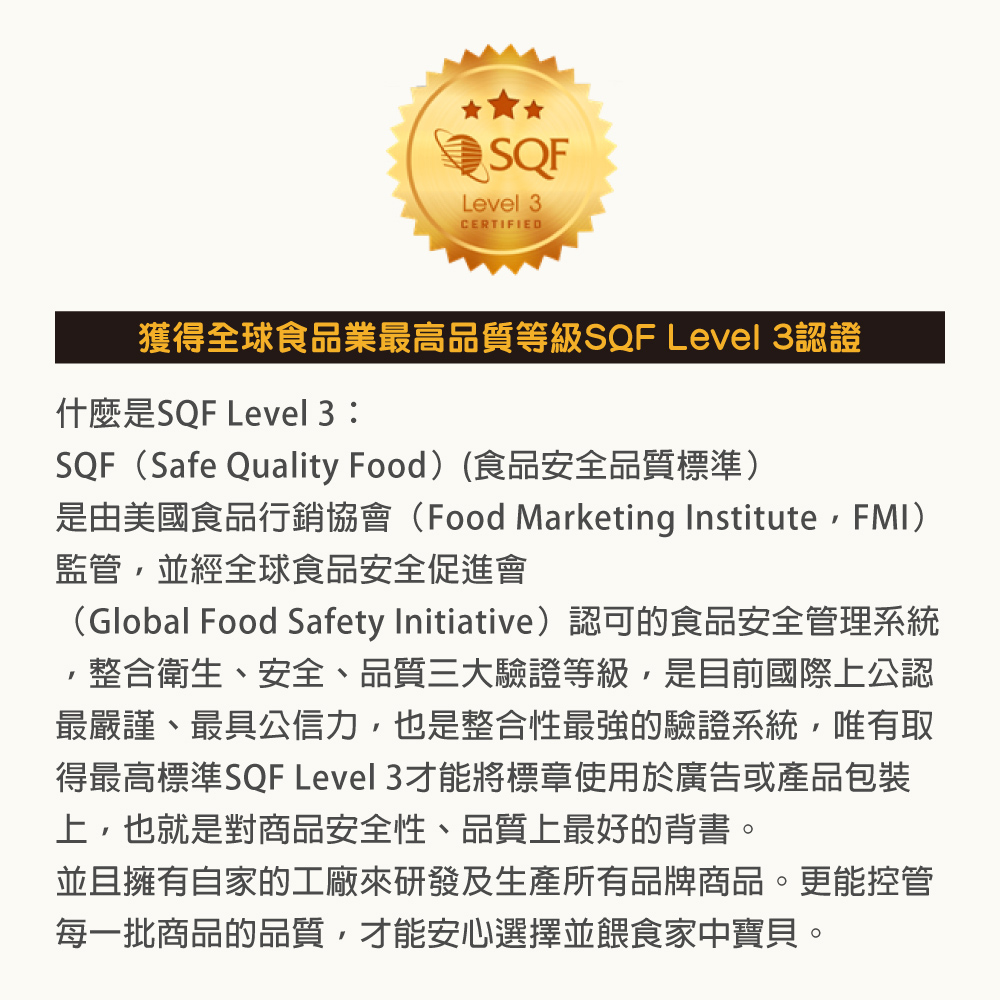 SQF
Level 3
CERTIFIED
獲得全球食品業最高品質等級SQF Level 3認證
什麼是SQF Level 3：
SQF（Safe Quality Food）(食品安全品質標準）
是由美國食品行銷協會（Food Marketing Institute，FMI）
監管，並經全球食品安全促進會
（Global Food Safety Initiative）認可的食品安全管理系統
，整合衛生、安全、品質三大驗證等級，是目前國際上公認
最嚴謹、最具公信力，也是整合性最強的驗證系統，唯有取
得最高標準SQF Level 3才能將標章使用於廣告或產品包裝
上，也就是對商品安全性、品質上最好的背書。
並且擁有自家的工廠來研發及生產所有品牌商品。更能控管
每一批商品的品質，才能安心選擇並餵食家中寶貝。